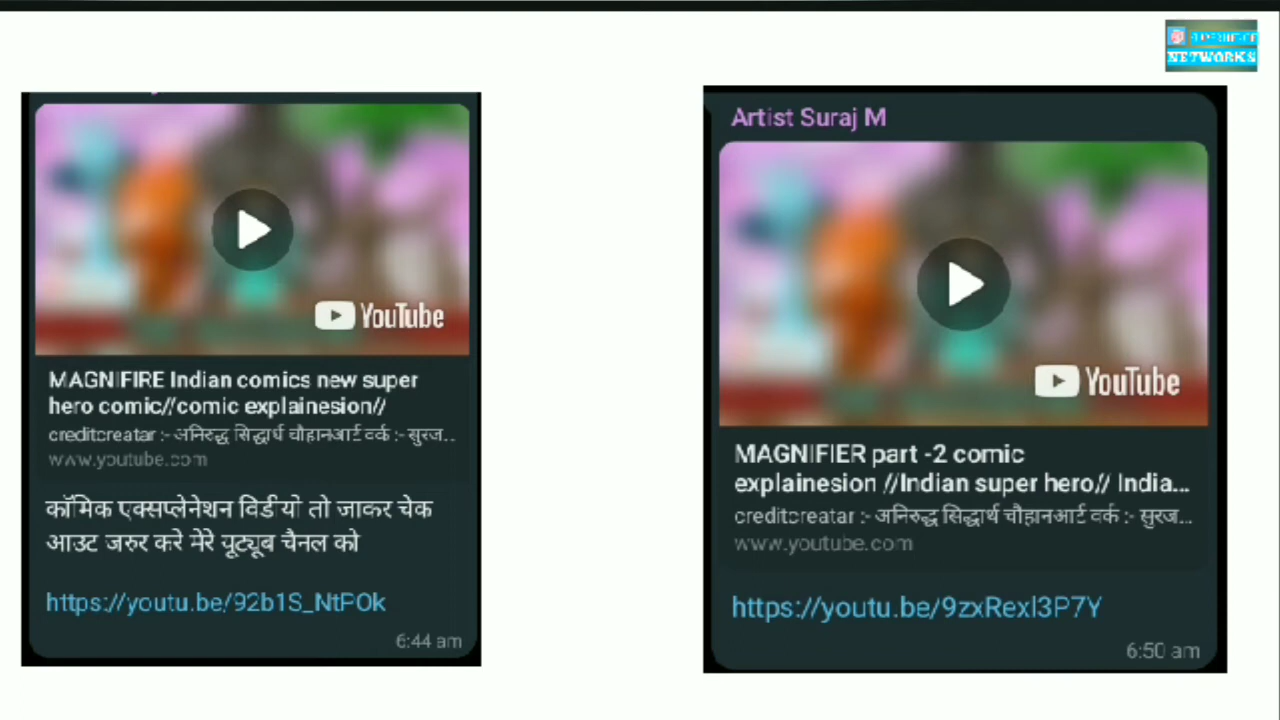 NETWORKS
YouTube
MAGNIFIRE Indian comics new super
hero comic//comic explainesion//
creditcreatar :- अनिरुद्ध सिद्धार्थ चौहानआर्ट वर्क :- सुरज...
www.youtube.com
कॉमिक एक्सप्लेनेशन विडीयो तो जाकर चेक
आउट जरुर करे मेरे यूट्यूब चैनल को
https://youtu.be/92b1S_NtPOk
6:44 am
Artist Suraj M
YouTube
MAGNIFIER part -2 comic
explainesion //Indian super hero// India...
creditcreatar :- अनिरुद्ध सिद्धार्थ चौहानआर्ट वर्क :- सुरज...
www.youtube.com
https://youtu.be/9zxRexl3P7Y
6:50 am